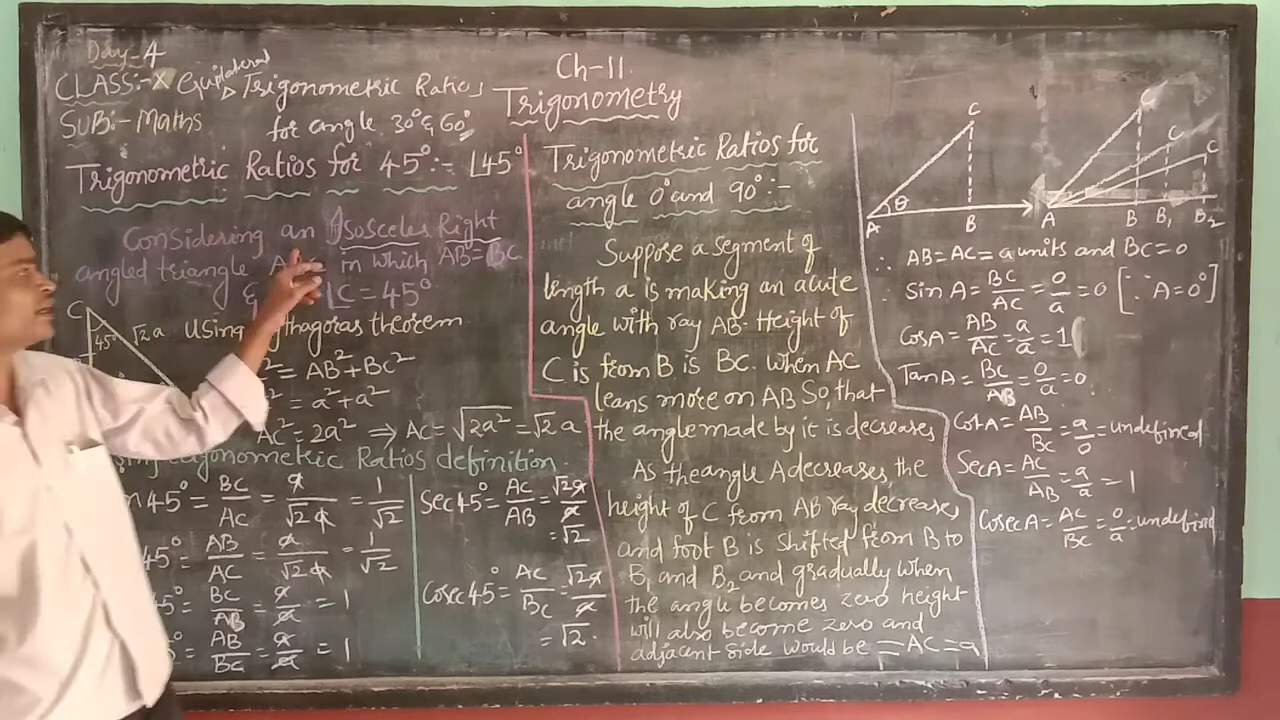 Day-4
CLASS:- X
SUB:- Maths
Equilateral
Trigonometric Ratios
for angle 30° & 60°
Ch-11.
Trigonometry
Trigonometric Ratios for 45°:- ∟45°
Considering an Isosceles Right
angled triangle in which AB=BC
& ∟C = 45°
C
45°
√2a
Using theorem
² = AB² + BC²
² = a² + a²
AC² = 2a² ⇒ AC = √2a² = √2 a
Trigonometric Ratios definition
45° = BC/AC = a/√2 a = 1/√2
45° = AB/AC = a/√2 a = 1/√2
5° = BC/AB = a/a = 1
° = AB/BC = a/a = 1
Sec 45° = AC/AB = √2a/a
= √2
Cosec 45° = AC/BC = √2a/a
= √2.
Trigonometric Ratios for
angle 0° and 90°:-
Suppose a segment of
length a is making an acute
angle with ray AB. Height of
C is from B is BC. When AC
leans more on AB So, that
the angle made by it is decreases
As the angle A decreases, the
height of C from AB ray decreases
and foot B is shifted from B to
B₁ and B₂ and gradually when
the angle becomes zero height
will also become zero and
adjacent side would be = AC = a
C
θ
A B
C C C
A B B₁ B₂
∴ AB = AC = a units and BC = 0
∴ Sin A = BC/AC = 0/a = 0 [∵ A=0°]
Cos A = AB/AC = a/a = 1
Tan A = BC/AB = 0/a = 0.
Cot A = AB/BC = a/0 = undefined
Sec A = AC/AB = a/a = 1
Cosec A = AC/BC = 0/a = undefined